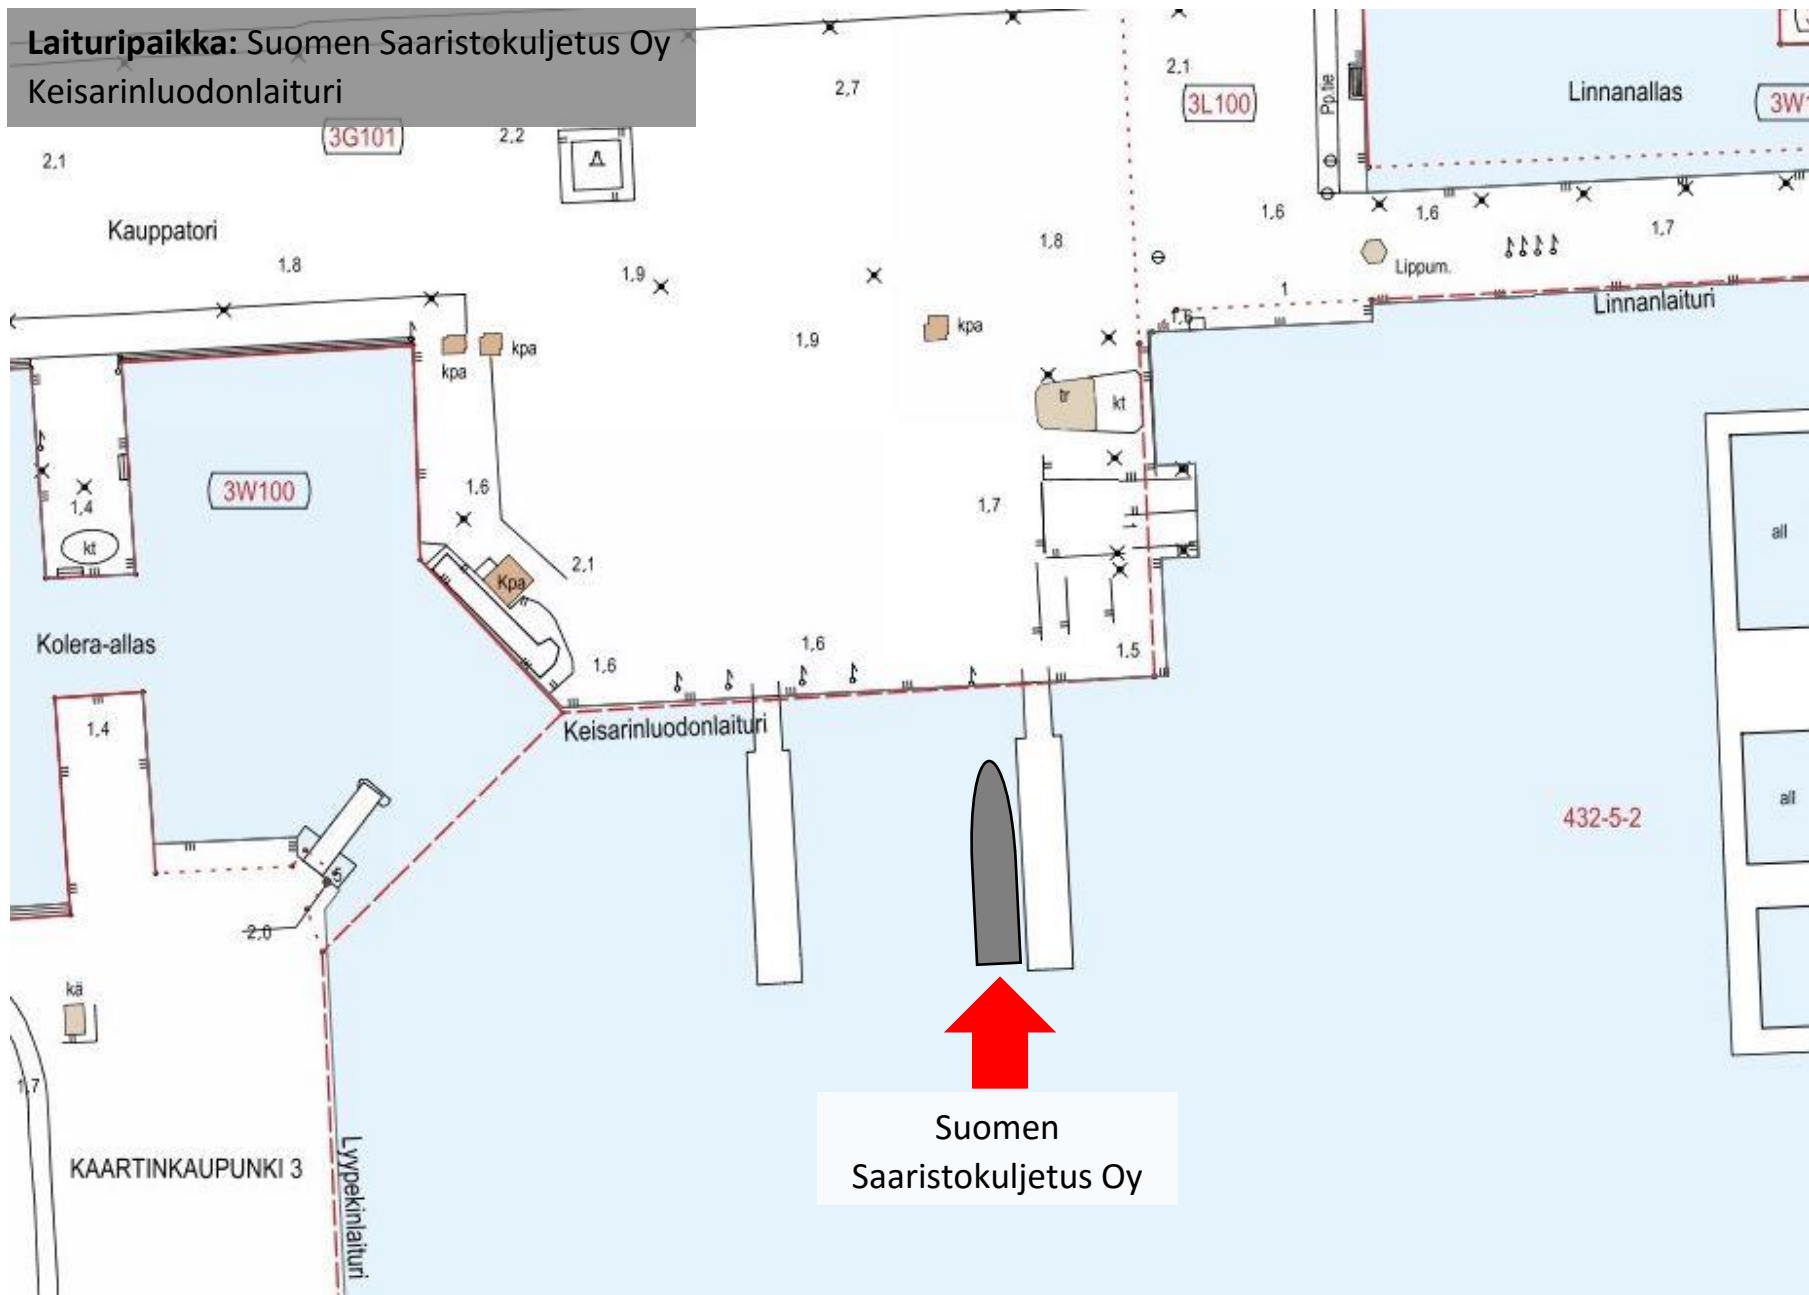 Laituripaikka: Suomen Saaristokuljetus Oy
Keisarinluodonlaituri
2,7
2,1
3L100
Pp.tie
Linnanallas
3G101
2,2
2,1
Kauppatori
1,8
1,9
1,8
1,6
1,6
1,7
Lippum.
1
Linnanlaituri
1,6
kpa
kpa
kpa
1,9
tr
kt
3W100
1,4
kt
1,6
2,1
Kpa
1,7
all
Kolera-allas
1,6
1,6
1,5
1,4
Keisarinluodonlaituri
all
432-5-2
5
2,0
kä
1,7
KAARTINKAUPUNKI 3
Lyypekinlaituri
Suomen
Saaristokuljetus Oy